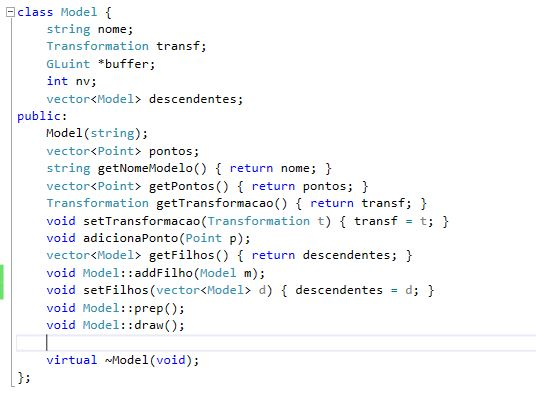 class Model {
string nome;
Transformation transf;
GLuint *buffer;
int nv;
vector<Model> descendentes;
public:
Model(string);
vector<Point> pontos;
string getNomeModelo() { return nome; }
vector<Point> getPontos() { return pontos; }
Transformation getTransformacao() { return transf; }
void setTransformacao(Transformation t) { transf = t; }
void adicionaPonto(Point p);
vector<Model> getFilhos() { return descendentes; }
void Model::addFilho(Model m);
void setFilhos(vector<Model> d) { descendentes = d; }
void Model::prep();
void Model::draw();
virtual ~Model(void);
};